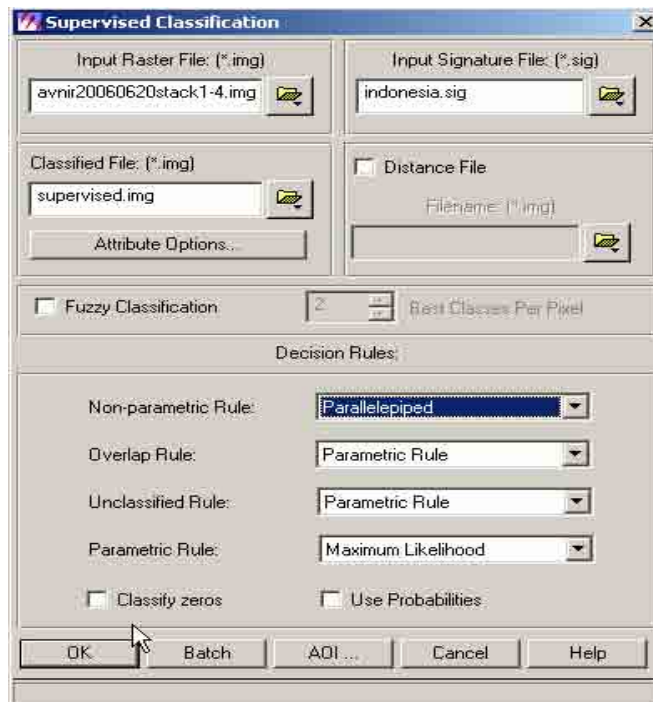 Supervised Classification
Input Raster File: (*.img)
avnir20060620stack1-4.img
Input Signature File: (*.sig)
indonesia.sig
Classified File: (*.img)
supervised.img
Attribute Options...
Distance File
Filename: (*.img)
Fuzzy Classification
2
Best Classes Per Pixel
Decision Rules:
Non-parametric Rule:
Parallelepiped
Overlap Rule:
Parametric Rule
Unclassified Rule:
Parametric Rule
Parametric Rule:
Maximum Likelihood
Classify zeros
Use Probabilities
OK
Batch
AOI ...
Cancel
Help